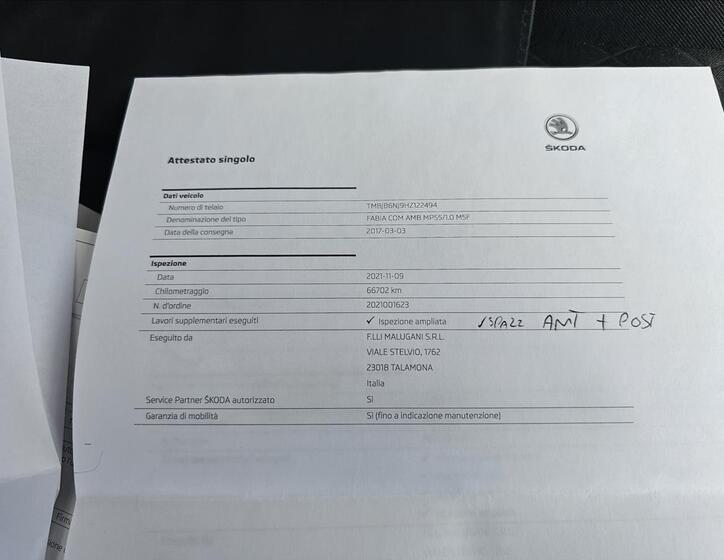 ŠKODA
Attestato singolo
Dati veicolo
Numero di telaio TMBJB6NJ9HZ122494
Denominazione del tipo FABIA COM AMB MP55/1.0 M5F
Data della consegna 2017-03-03
Ispezione
Data 2021-11-09
Chilometraggio 66702 km
N. d'ordine 2021001623
Lavori supplementari eseguiti ✓ Ispezione ampliata ✓SPAZZ ANT + POST
Eseguito da F.LLI MALUGANI S.R.L.
VIALE STELVIO, 1762
23018 TALAMONA
Italia
Service Partner ŠKODA autorizzato Sì
Garanzia di mobilità Sì (fino a indicazione manutenzione)
Firm